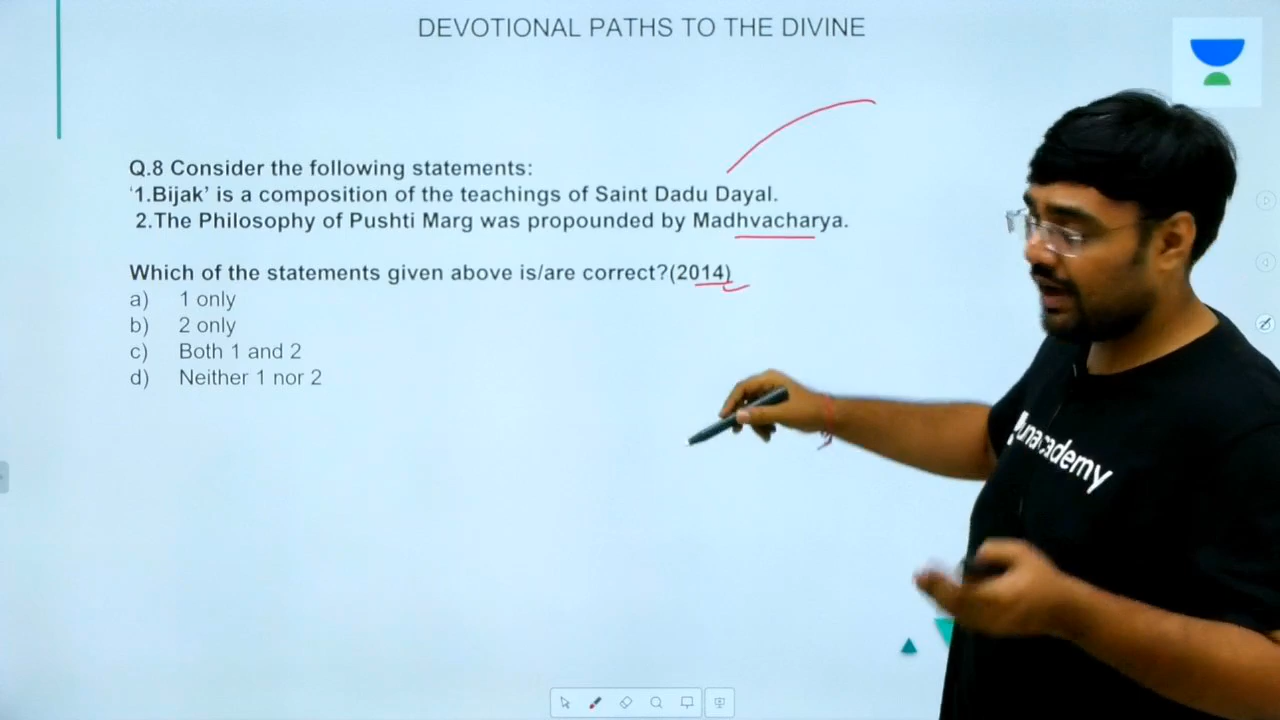 DEVOTIONAL PATHS TO THE DIVINE
Q.8 Consider the following statements:
‘1.Bijak’ is a composition of the teachings of Saint Dadu Dayal.
2.The Philosophy of Pushti Marg was propounded by Madhvacharya.
Which of the statements given above is/are correct?(2014)
a) 1 only
b) 2 only
c) Both 1 and 2
d) Neither 1 nor 2
unacademy